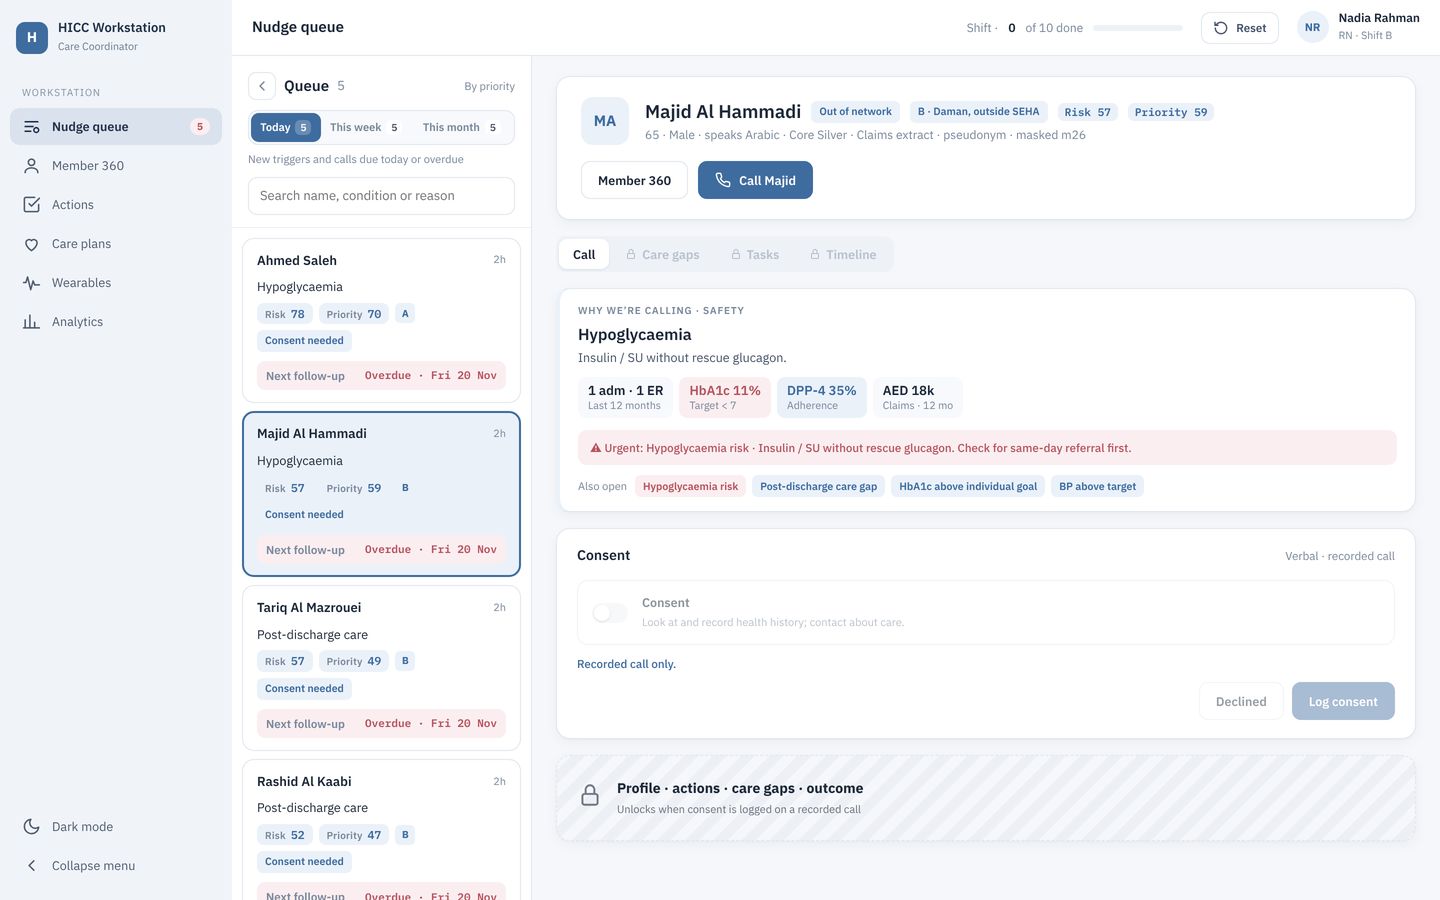 H
HICC Workstation
Care Coordinator
WORKSTATION
Nudge queue 5
Member 360
Actions
Care plans
Wearables
Analytics
Dark mode
Collapse menu
Nudge queue
Shift · 0 of 10 done
Reset
NR
Nadia Rahman
RN · Shift B
Queue 5
By priority
Today 5 This week 5 This month 5
New triggers and calls due today or overdue
Search name, condition or reason
Ahmed Saleh 2h
Hypoglycaemia
Risk 78 Priority 70 A
Consent needed
Next follow-up Overdue · Fri 20 Nov
Majid Al Hammadi 2h
Hypoglycaemia
Risk 57 Priority 59 B
Consent needed
Next follow-up Overdue · Fri 20 Nov
Tariq Al Mazrouei 2h
Post-discharge care
Risk 57 Priority 49 B
Consent needed
Next follow-up Overdue · Fri 20 Nov
Rashid Al Kaabi 2h
Post-discharge care
Risk 52 Priority 47 B
Consent needed
Next follow-up Overdue · Fri 20 Nov
MA
Majid Al Hammadi Out of network B · Daman, outside SEHA Risk 57 Priority 59
65 · Male · speaks Arabic · Core Silver · Claims extract · pseudonym · masked m26
Member 360
Call Majid
Call Care gaps Tasks Timeline
WHY WE'RE CALLING · SAFETY
Hypoglycaemia
Insulin / SU without rescue glucagon.
1 adm · 1 ER
Last 12 months
HbA1c 11%
Target < 7
DPP-4 35%
Adherence
AED 18k
Claims · 12 mo
Urgent: Hypoglycaemia risk · Insulin / SU without rescue glucagon. Check for same-day referral first.
Also open Hypoglycaemia risk Post-discharge care gap HbA1c above individual goal BP above target
Consent
Verbal · recorded call
Consent
Look at and record health history; contact about care.
Recorded call only.
Declined
Log consent
Profile · actions · care gaps · outcome
Unlocks when consent is logged on a recorded call